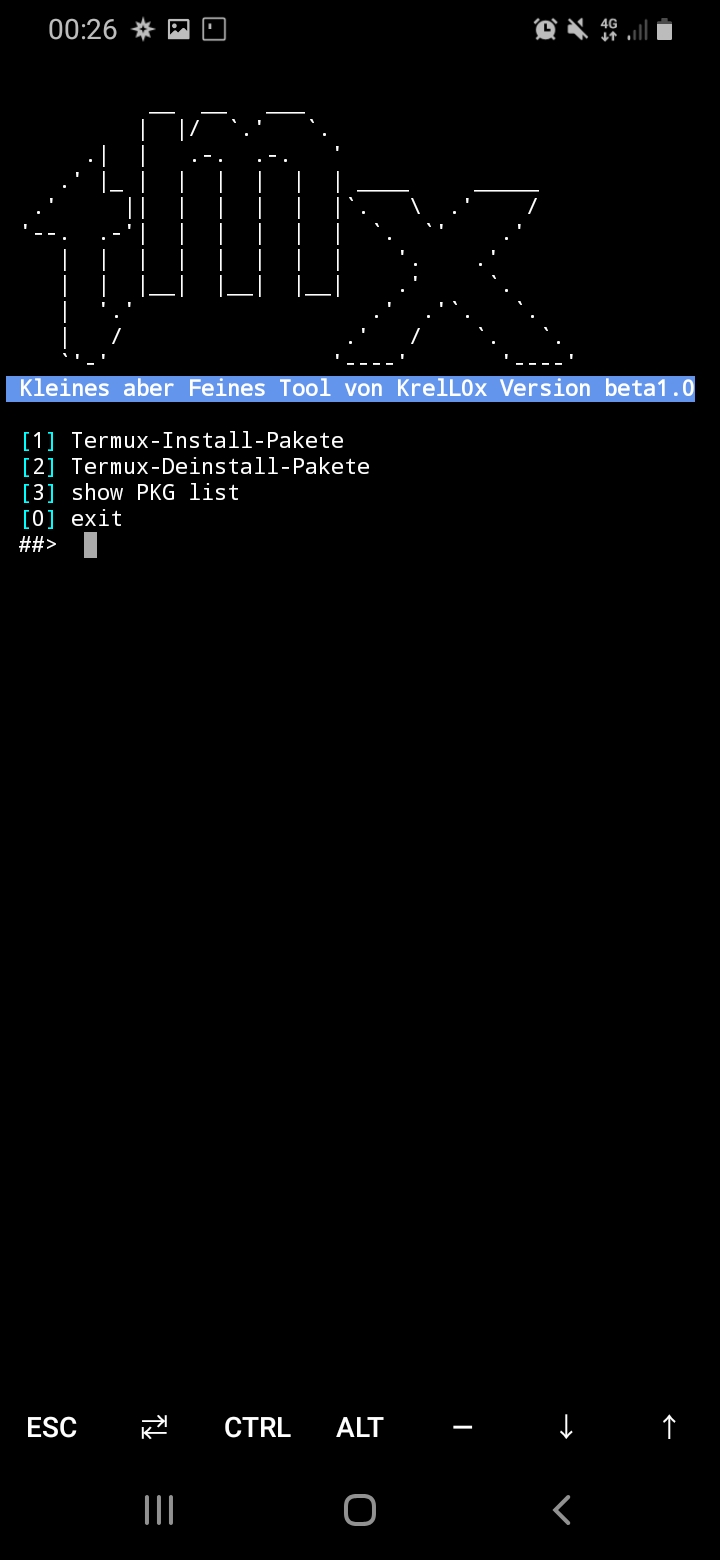 00:26 4G
tmx
Kleines aber Feines Tool von KrelL0x Version beta1.0
[1] Termux-Install-Pakete
[2] Termux-Deinstall-Pakete
[3] show PKG list
[0] exit
##>
ESC CTRL ALT — ↓ ↑